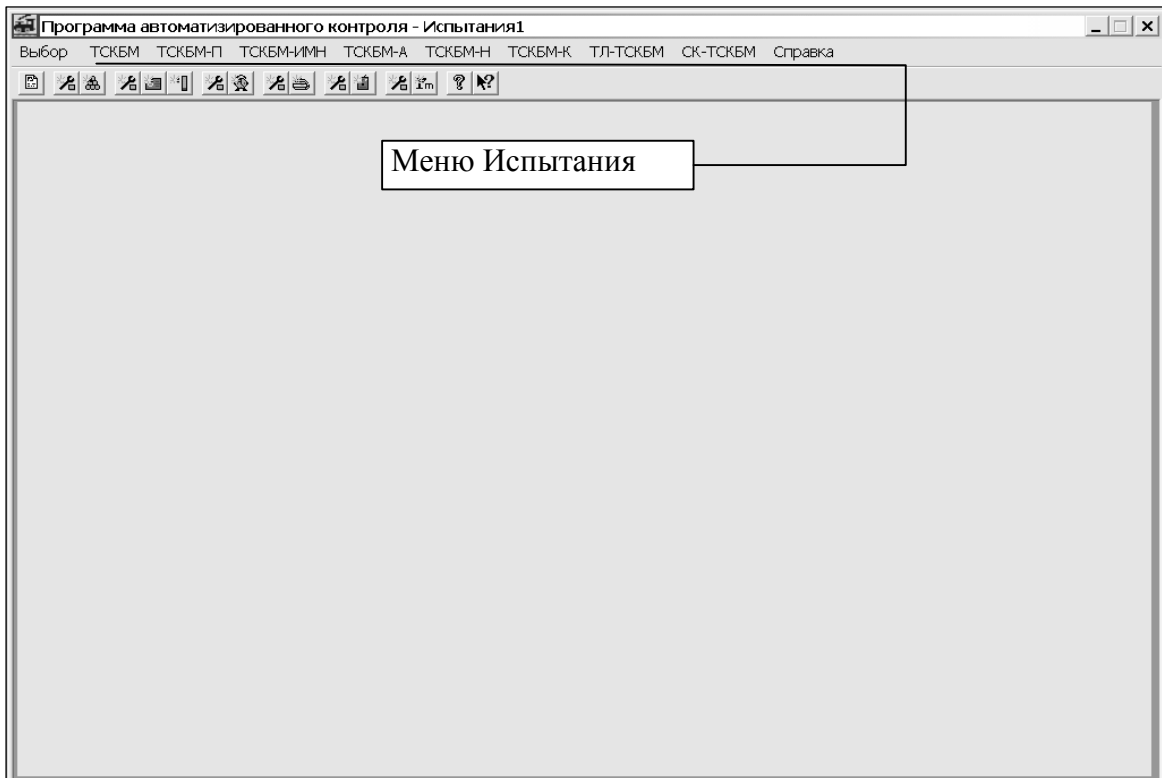 Программа автоматизированного контроля - Испытания1
Выбор ТСКБМ ТСКБМ-П ТСКБМ-ИМН ТСКБМ-А ТСКБМ-Н ТСКБМ-К ТЛ-ТСКБМ СК-ТСКБМ Справка
Меню Испытания